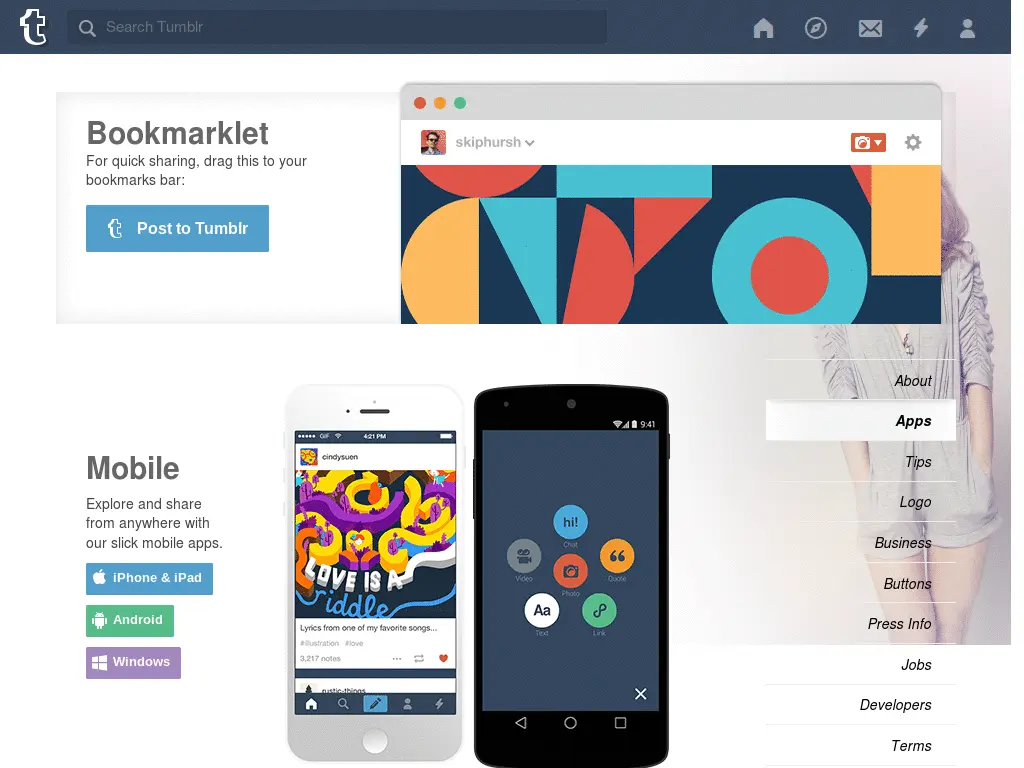 Search Tumblr
Bookmarklet
For quick sharing, drag this to your
bookmarks bar:
Post to Tumblr
skiphursh
Mobile
Explore and share
from anywhere with
our slick mobile apps.
iPhone & iPad
Android
Windows
GIF
4:21 PM
cindysuen
LOVE IS A
riddle
Lyrics from one of my favorite songs...
#illustration #love
3,217 notes
rustic-things
9:41
hi!
Chat
Video
Quote
Photo
Aa
Text
Link
About
Apps
Tips
Logo
Business
Buttons
Press Info
Jobs
Developers
Terms